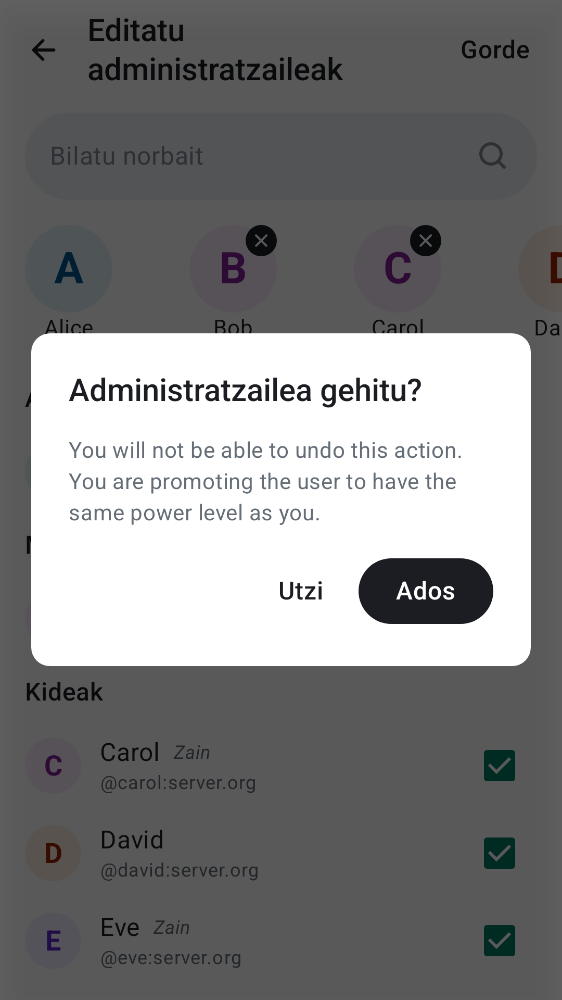 Editatu
administratzaileak
Gorde
Bilatu norbait
A
B
C
Alice
Bob
Carol
Da
Administratzailea gehitu?
You will not be able to undo this action.
You are promoting the user to have the
same power level as you.
Utzi
Ados
Kideak
C
Carol Zain
@carol:server.org
D
David
@david:server.org
E
Eve Zain
@eve:server.org